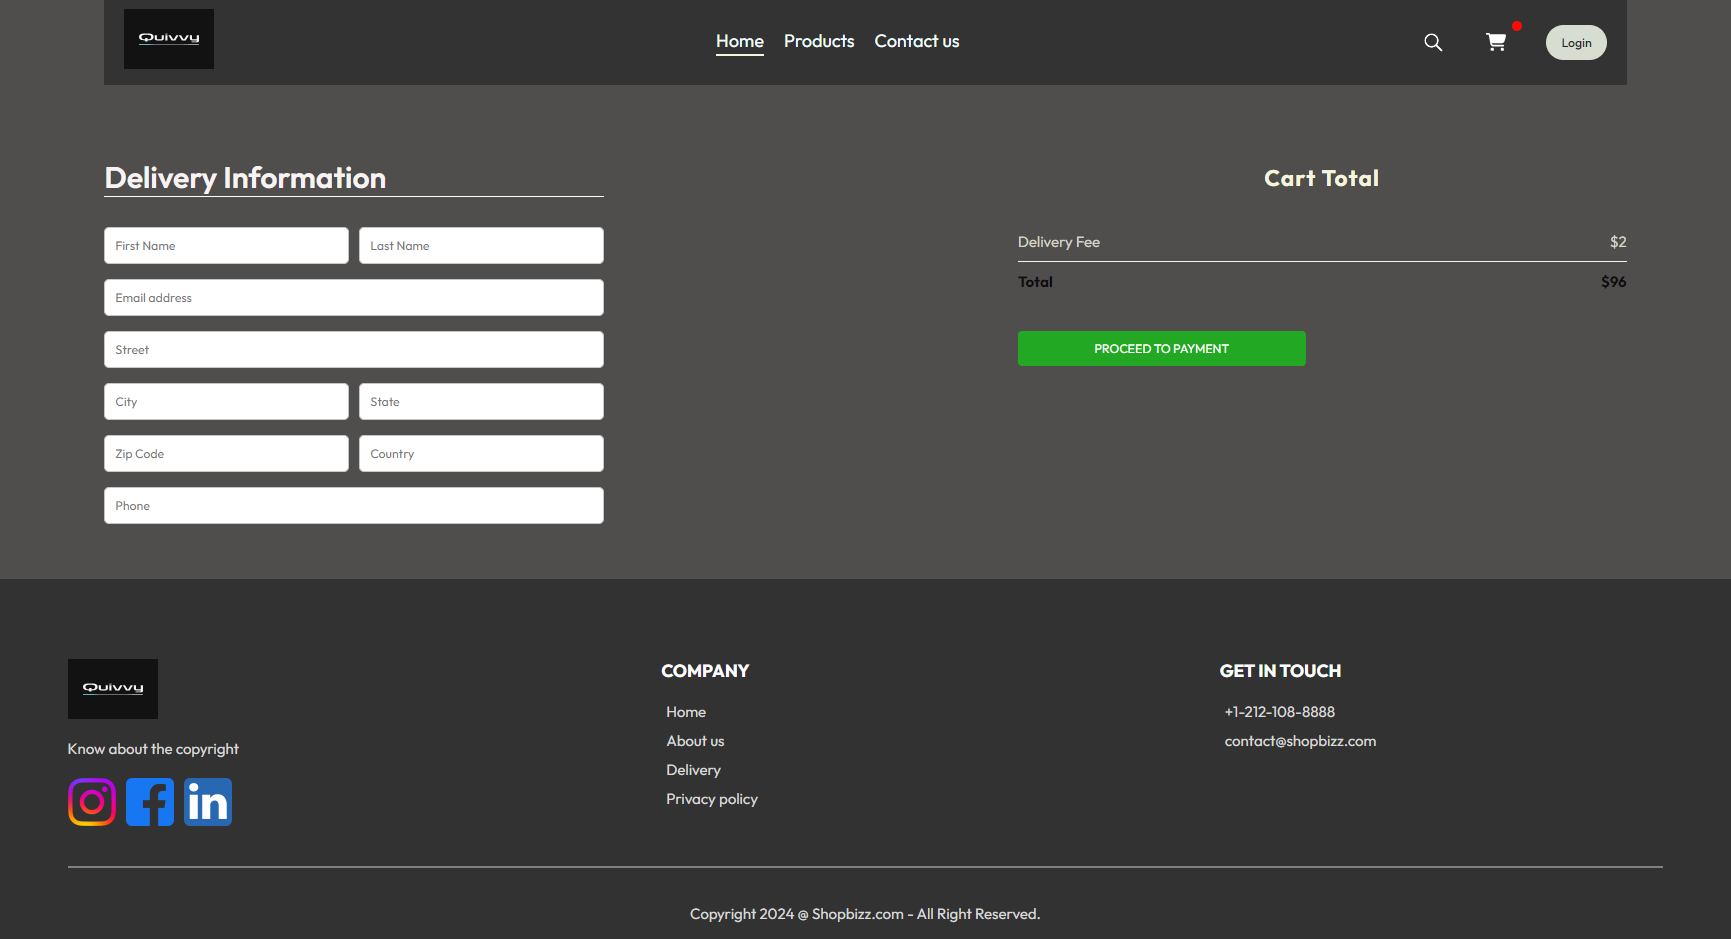 Quivvy
Home Products Contact us
Login
Delivery Information
First Name Last Name
Email address
Street
City State
Zip Code Country
Phone
Cart Total
Delivery Fee $2
Total $96
PROCEED TO PAYMENT
Quivvy
Know about the copyright
in
COMPANY
Home
About us
Delivery
Privacy policy
GET IN TOUCH
+1-212-108-8888
contact@shopbizz.com
Copyright 2024 @ Shopbizz.com - All Right Reserved.